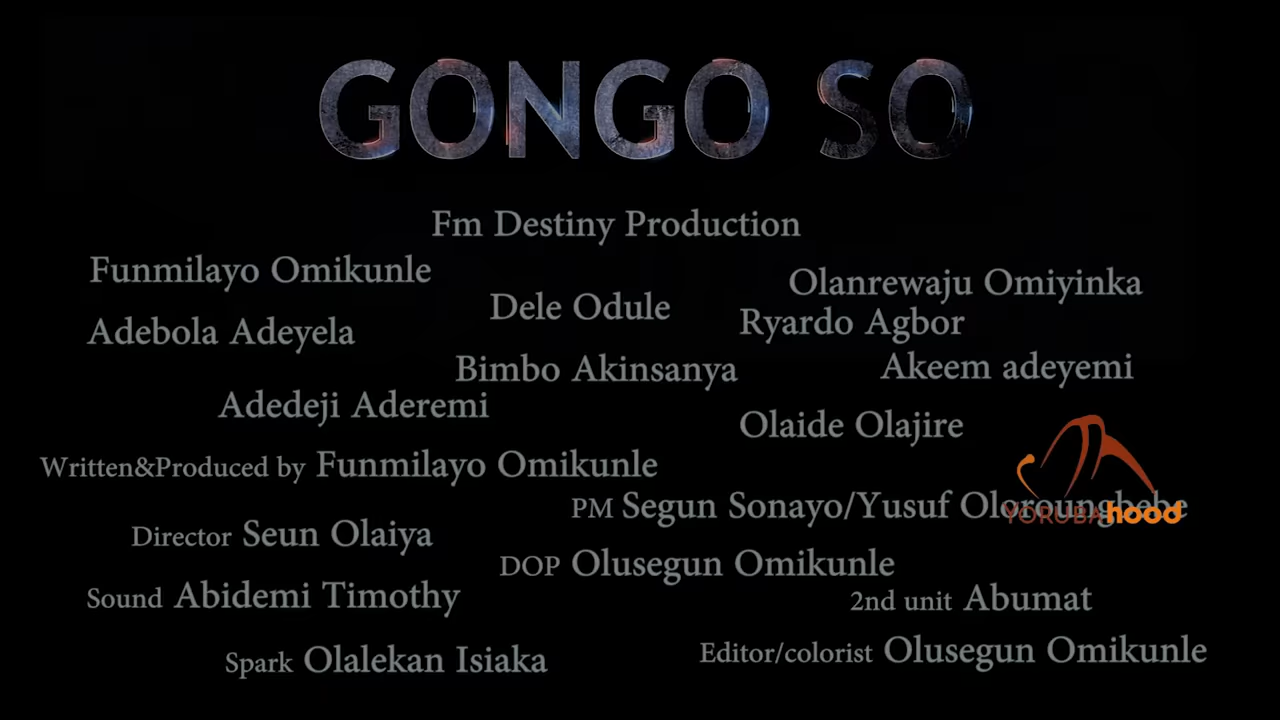 GONGO SO
Fm Destiny Production
Funmilayo Omikunle
Olanrewaju Omiyinka
Dele Odule
Ryardo Agbor
Adebola Adeyela
Bimbo Akinsanya
Akeem adeyemi
Adedeji Aderemi
Olaide Olajire
Written&Produced by Funmilayo Omikunle
PM Segun Sonayo/Yusuf Oloroungbebe
YORUBAhood
Director Seun Olaiya
DOP Olusegun Omikunle
Sound Abidemi Timothy
2nd unit Abumat
Spark Olalekan Isiaka
Editor/colorist Olusegun Omikunle